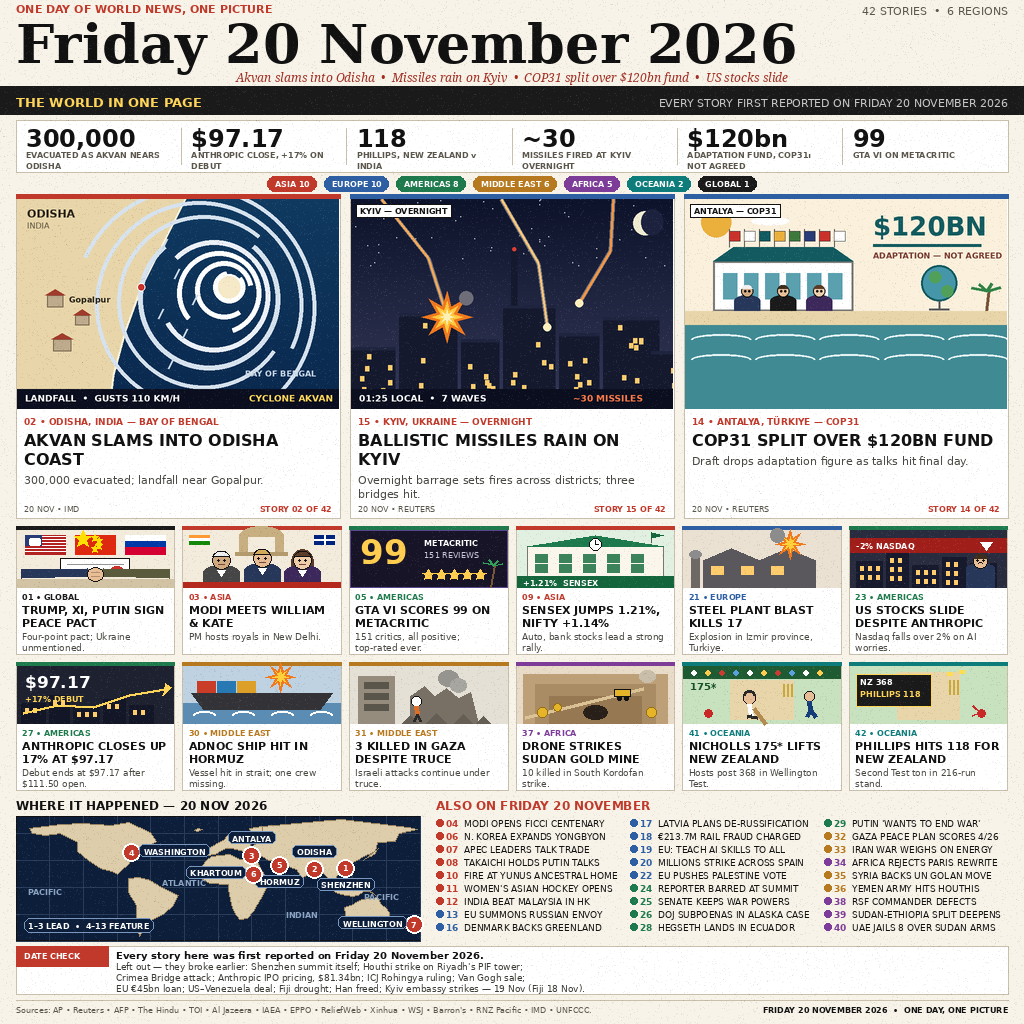 ONE DAY OF WORLD NEWS, ONE PICTURE
42 STORIES • 6 REGIONS
Friday 20 November 2026
Akvan slams into Odisha • Missiles rain on Kyiv • COP31 split over $120bn fund • US stocks slide
THE WORLD IN ONE PAGE
EVERY STORY FIRST REPORTED ON FRIDAY 20 NOVEMBER 2026
300,000
EVACUATED AS AKVAN NEARS
ODISHA
$97.17
ANTHROPIC CLOSE, +17% ON
DEBUT
118
PHILLIPS, NEW ZEALAND v
INDIA
~30
MISSILES FIRED AT KYIV
OVERNIGHT
$120bn
ADAPTATION FUND, COP31:
NOT AGREED
99
GTA VI ON METACRITIC
ASIA 10
EUROPE 10
AMERICAS 8
MIDDLE EAST 6
AFRICA 5
OCEANIA 2
GLOBAL 1
ODISHA
INDIA
Gopalpur
BAY OF BENGAL
LANDFALL • GUSTS 110 KM/H
CYCLONE AKVAN
02 • ODISHA, INDIA — BAY OF BENGAL
AKVAN SLAMS INTO ODISHA
COAST
300,000 evacuated; landfall near Gopalpur.
20 NOV • IMD
STORY 02 OF 42
KYIV — OVERNIGHT
01:25 LOCAL • 7 WAVES
~30 MISSILES
15 • KYIV, UKRAINE — OVERNIGHT
BALLISTIC MISSILES RAIN ON
KYIV
Overnight barrage sets fires across districts; three
bridges hit.
20 NOV • REUTERS
STORY 15 OF 42
ANTALYA — COP31
$120BN
ADAPTATION — NOT AGREED
14 • ANTALYA, TÜRKIYE — COP31
COP31 SPLIT OVER $120BN FUND
Draft drops adaptation figure as talks hit final day.
20 NOV • REUTERS
STORY 14 OF 42
01 • GLOBAL
TRUMP, XI, PUTIN SIGN
PEACE PACT
Four-point pact; Ukraine
unmentioned.
03 • ASIA
MODI MEETS WILLIAM
& KATE
PM hosts royals in New Delhi.
99
METACRITIC
151 REVIEWS
05 • AMERICAS
GTA VI SCORES 99 ON
METACRITIC
151 critics, all positive;
top-rated ever.
+1.21% SENSEX
09 • ASIA
SENSEX JUMPS 1.21%,
NIFTY +1.14%
Auto, bank stocks lead a strong
rally.
21 • EUROPE
STEEL PLANT BLAST
KILLS 17
Explosion in Izmir province,
Turkiye.
–2% NASDAQ
23 • AMERICAS
US STOCKS SLIDE
DESPITE ANTHROPIC
Nasdaq falls over 2% on AI
worries.
$97.17
+17% DEBUT
27 • AMERICAS
ANTHROPIC CLOSES UP
17% AT $97.17
Debut ends at $97.17 after
$111.50 open.
30 • MIDDLE EAST
ADNOC SHIP HIT IN
HORMUZ
Vessel hit in strait; one crew
missing.
31 • MIDDLE EAST
3 KILLED IN GAZA
DESPITE TRUCE
Israeli attacks continue under
truce.
37 • AFRICA
DRONE STRIKES
SUDAN GOLD MINE
10 killed in South Kordofan
strike.
175*
41 • OCEANIA
NICHOLLS 175* LIFTS
NEW ZEALAND
Hosts post 368 in Wellington
Test.
NZ 368
PHILLIPS 118
42 • OCEANIA
PHILLIPS HITS 118 FOR
NEW ZEALAND
Second Test ton in 216-run
stand.
WHERE IT HAPPENED — 20 NOV 2026
ANTALYA
4 WASHINGTON
3
ODISHA
5
2
1
KHARTOUM 6
HORMUZ
SHENZHEN
ATLANTIC
PACIFIC
PACIFIC
INDIAN
WELLINGTON 7
1–3 LEAD • 4–13 FEATURE
ALSO ON FRIDAY 20 NOVEMBER
04 MODI OPENS FICCI CENTENARY
06 N. KOREA EXPANDS YONGBYON
07 APEC LEADERS TALK TRADE
08 TAKAICHI HOLDS PUTIN TALKS
10 FIRE AT YUNUS ANCESTRAL HOME
11 WOMEN'S ASIAN HOCKEY OPENS
12 INDIA BEAT MALAYSIA IN HK
13 EU SUMMONS RUSSIAN ENVOY
16 DENMARK BACKS GREENLAND
17 LATVIA PLANS DE-RUSSIFICATION
18 €213.7M RAIL FRAUD CHARGED
19 EU: TEACH AI SKILLS TO ALL
20 MILLIONS STRIKE ACROSS SPAIN
22 EU PUSHES PALESTINE VOTE
24 REPORTER BARRED AT SUMMIT
25 SENATE KEEPS WAR POWERS
26 DOJ SUBPOENAS IN ALASKA CASE
28 HEGSETH LANDS IN ECUADOR
29 PUTIN 'WANTS TO END WAR'
32 GAZA PEACE PLAN SCORES 4/26
33 IRAN WAR WEIGHS ON ENERGY
34 AFRICA REJECTS PARIS REWRITE
35 SYRIA BACKS UN GOLAN MOVE
36 YEMEN ARMY HITS HOUTHIS
38 RSF COMMANDER DEFECTS
39 SUDAN-ETHIOPIA SPLIT DEEPENS
40 UAE JAILS 8 OVER SUDAN ARMS
DATE CHECK
Every story here was first reported on Friday 20 November 2026.
Left out — they broke earlier: Shenzhen summit itself; Houthi strike on Riyadh's PIF tower;
Crimea Bridge attack; Anthropic IPO pricing, $81.34bn; ICJ Rohingya ruling; Van Gogh sale;
EU €45bn loan; US–Venezuela deal; Fiji drought; Han freed; Kyiv embassy strikes — 19 Nov (Fiji 18 Nov).
Sources: AP • Reuters • AFP • The Hindu • TOI • Al Jazeera • IAEA • EPPO • ReliefWeb • Xinhua • WSJ • Barron's • RNZ Pacific • IMD • UNFCCC.
FRIDAY 20 NOVEMBER 2026 • ONE DAY, ONE PICTURE